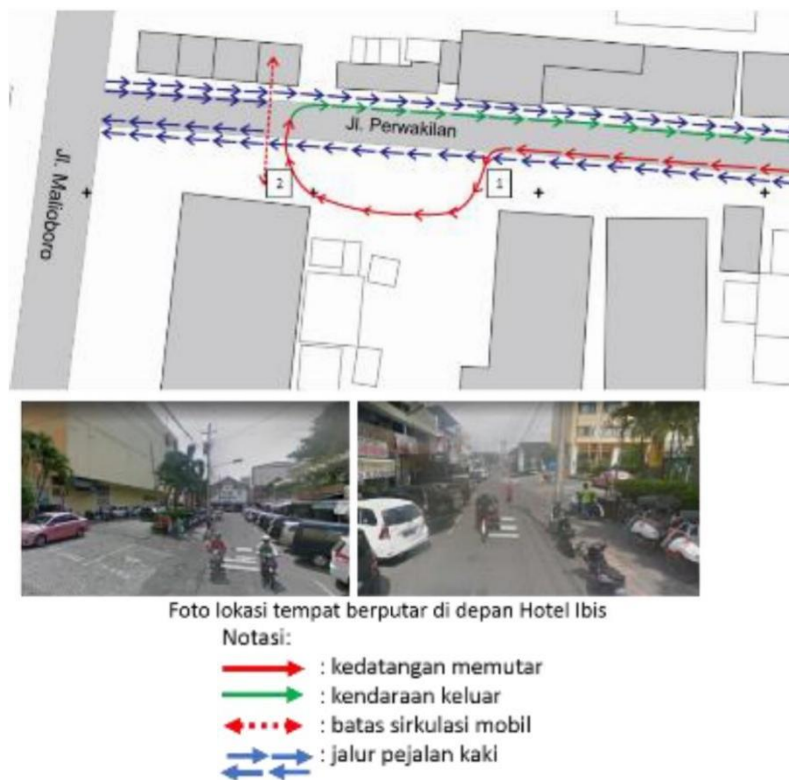 Jl. Perwakilan
Jl. Malioboro
2
1
Foto lokasi tempat berputar di depan Hotel Ibis
Notasi:
: kedatangan memutar
: kendaraan keluar
: batas sirkulasi mobil
: jalur pejalan kaki